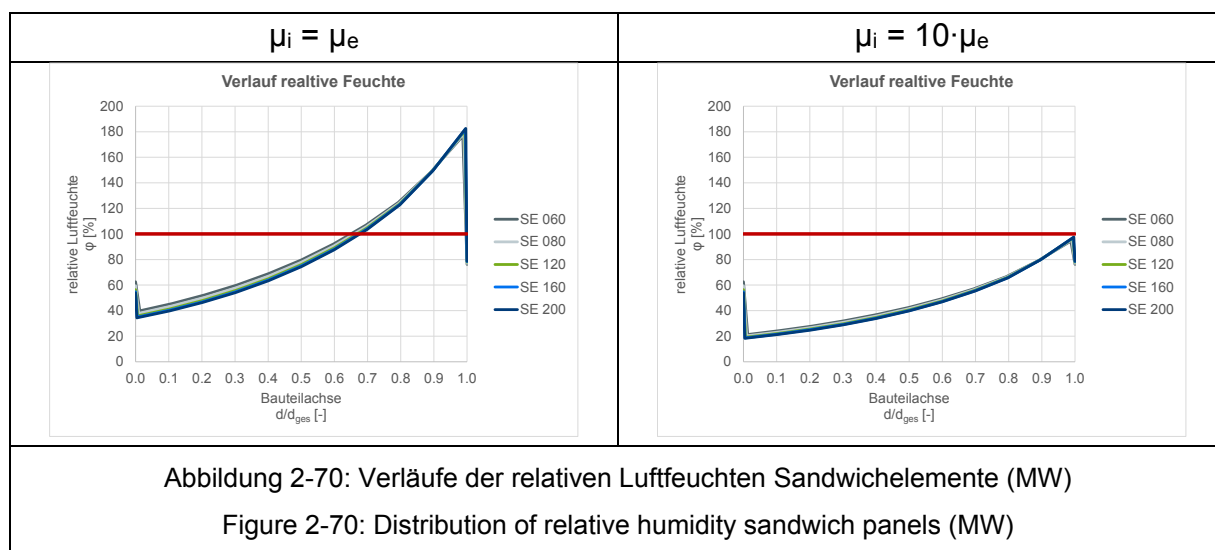 μi = μe
μi = 10·μe
Verlauf realtive Feuchte
200
180
160
140
120
100
80
60
40
20
0
relative Luftfeuchte
φ [%]
0.0 0.1 0.2 0.3 0.4 0.5 0.6 0.7 0.8 0.9 1.0
Bauteilachse
d/dges [-]
SE 060
SE 080
SE 120
SE 160
SE 200
Verlauf realtive Feuchte
200
180
160
140
120
100
80
60
40
20
0
relative Luftfeuchte
φ [%]
0.0 0.1 0.2 0.3 0.4 0.5 0.6 0.7 0.8 0.9 1.0
Bauteilachse
d/dges [-]
SE 060
SE 080
SE 120
SE 160
SE 200
Abbildung 2-70: Verläufe der relativen Luftfeuchten Sandwichelemente (MW)
Figure 2-70: Distribution of relative humidity sandwich panels (MW)